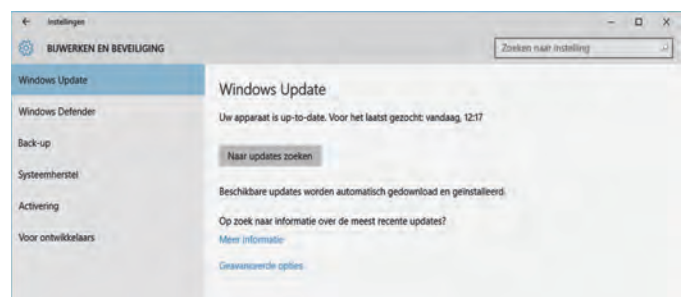 Instellingen
BIJWERKEN EN BEVEILIGING
Zoeken naar instelling
Windows Update
Windows Defender
Back-up
Systeemherstel
Activering
Voor ontwikkelaars
Windows Update
Uw apparaat is up-to-date. Voor het laatst gezocht: vandaag, 12:17
Naar updates zoeken
Beschikbare updates worden automatisch gedownload en geïnstalleerd.
Op zoek naar informatie over de meest recente updates?
Meer informatie
Geavanceerde opties